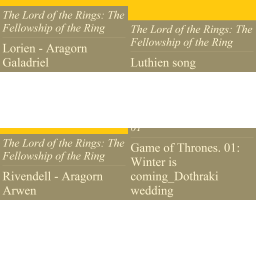 The Lord of the Rings: The
Fellowship of the Ring
Lorien - Aragorn
Galadriel
The Lord of the Rings: The
Fellowship of the Ring
Luthien song
The Lord of the Rings: The
Fellowship of the Ring
Rivendell - Aragorn
Arwen
01
Game of Thrones. 01:
Winter is
coming_Dothraki
wedding